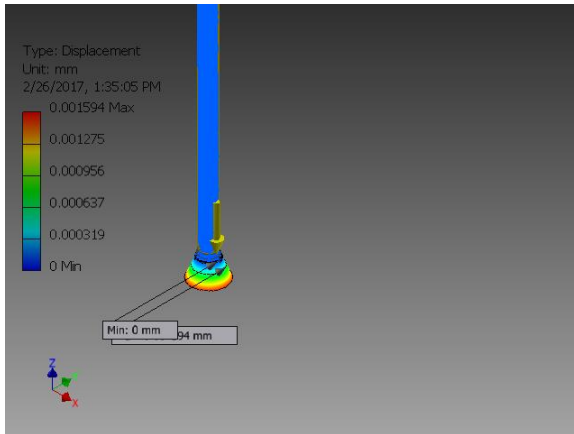 Type: Displacement
Unit: mm
2/26/2017, 1:35:05 PM
0.001594 Max
0.001275
0.000956
0.000637
0.000319
0 Min
Min: 0 mm
94 mm
Z
X